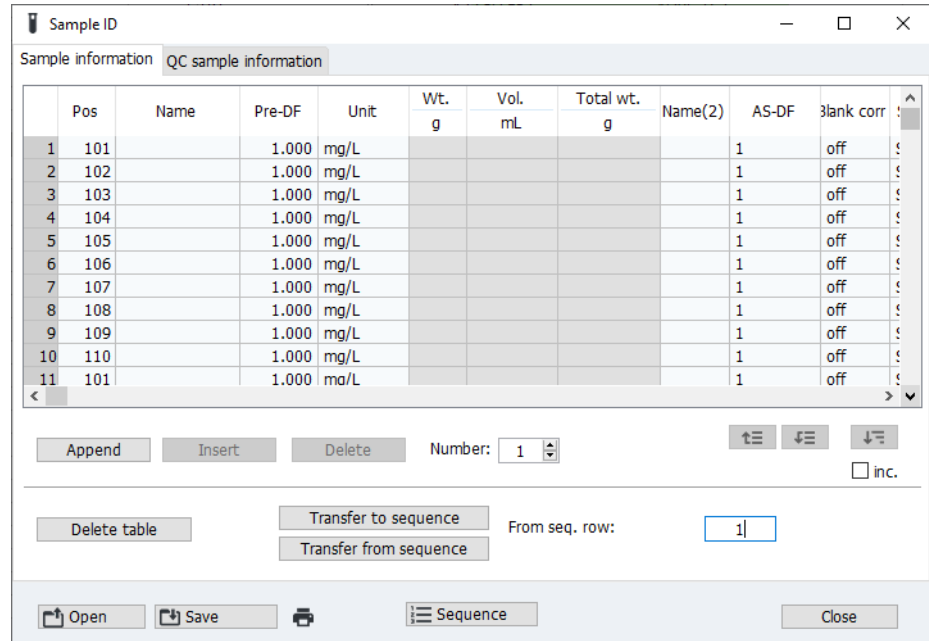 Sample ID
Sample information QC sample information
Pos Name Pre-DF Unit Wt. Vol. Total wt. Name(2) AS-DF Blank corr
g mL g
1 101 1.000 mg/L 1 off
2 102 1.000 mg/L 1 off
3 103 1.000 mg/L 1 off
4 104 1.000 mg/L 1 off
5 105 1.000 mg/L 1 off
6 106 1.000 mg/L 1 off
7 107 1.000 mg/L 1 off
8 108 1.000 mg/L 1 off
9 109 1.000 mg/L 1 off
10 110 1.000 mg/L 1 off
11 101 1.000 mg/L 1 off
Append Insert Delete Number: 1
inc.
Delete table Transfer to sequence From seq. row: 1
Transfer from sequence
Open Save Sequence Close